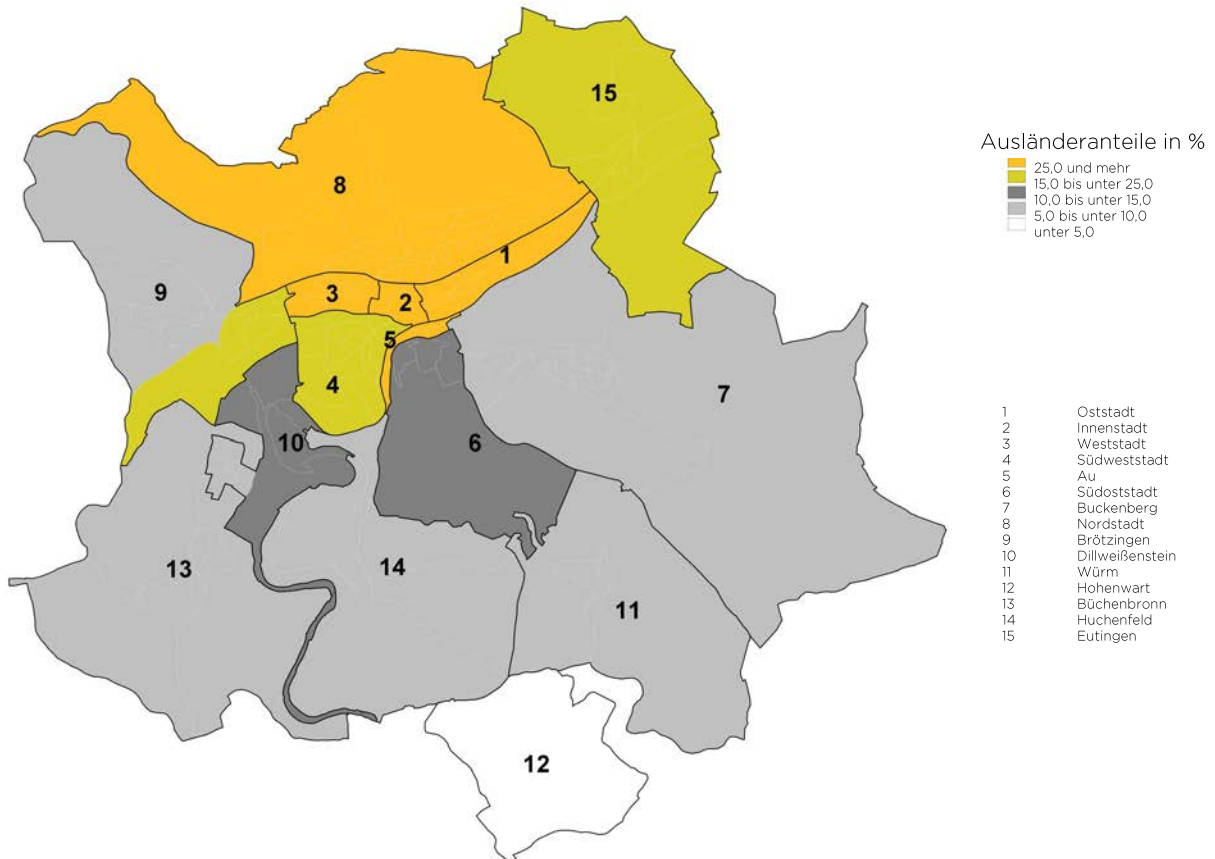 15
8
1
3
2
9
5
4
7
6
10
14
13
11
12
Ausländeranteile in %
25,0 und mehr
15,0 bis unter 25,0
10,0 bis unter 15,0
5,0 bis unter 10,0
unter 5,0
1 Oststadt
2 Innenstadt
3 Weststadt
4 Südweststadt
5 Au
6 Südoststadt
7 Buckenberg
8 Nordstadt
9 Brötzingen
10 Dillweißenstein
11 Würm
12 Hohenwart
13 Büchenbronn
14 Huchenfeld
15 Eutingen